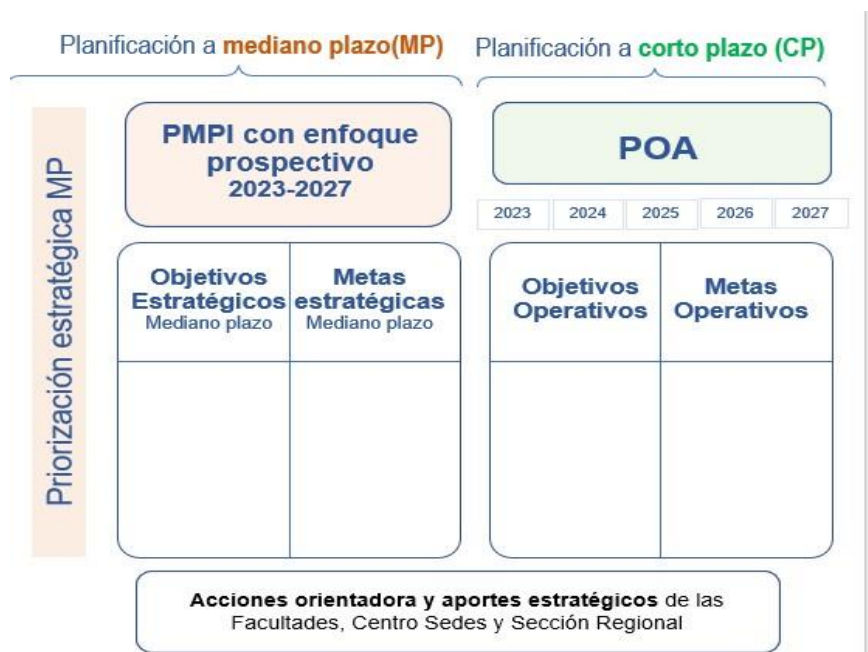 Planificación a mediano plazo(MP)
Planificación a corto plazo (CP)
Priorización estratégica MP
PMPI con enfoque
prospectivo
2023-2027
POA
2023 2024 2025 2026 2027
Objetivos
Estratégicos
Mediano plazo
Metas
estratégicas
Mediano plazo
Objetivos
Operativos
Metas
Operativos
Acciones orientadora y aportes estratégicos de las
Facultades, Centro Sedes y Sección Regional